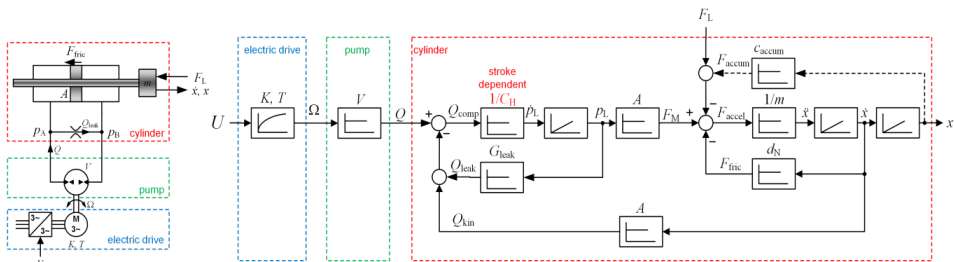 F_fric
m
F_L
ẋ, x
A
p_A
Q_leak
p_B
cylinder
Q
V
pump
Ω
3~
3~
M
3~
K, T
electric drive
electric drive
pump
cylinder
F_L
K, T
V
stroke
dependent
1/C_H
A
F_accum
c_accum
1/m
U
Ω
Q
+
−
Q_comp
ṗ_L
p_L
F_M
+
−
−
F_accel
ẍ
ẋ
x
Q_leak
G_leak
F_fric
d_N
Q_kin
A